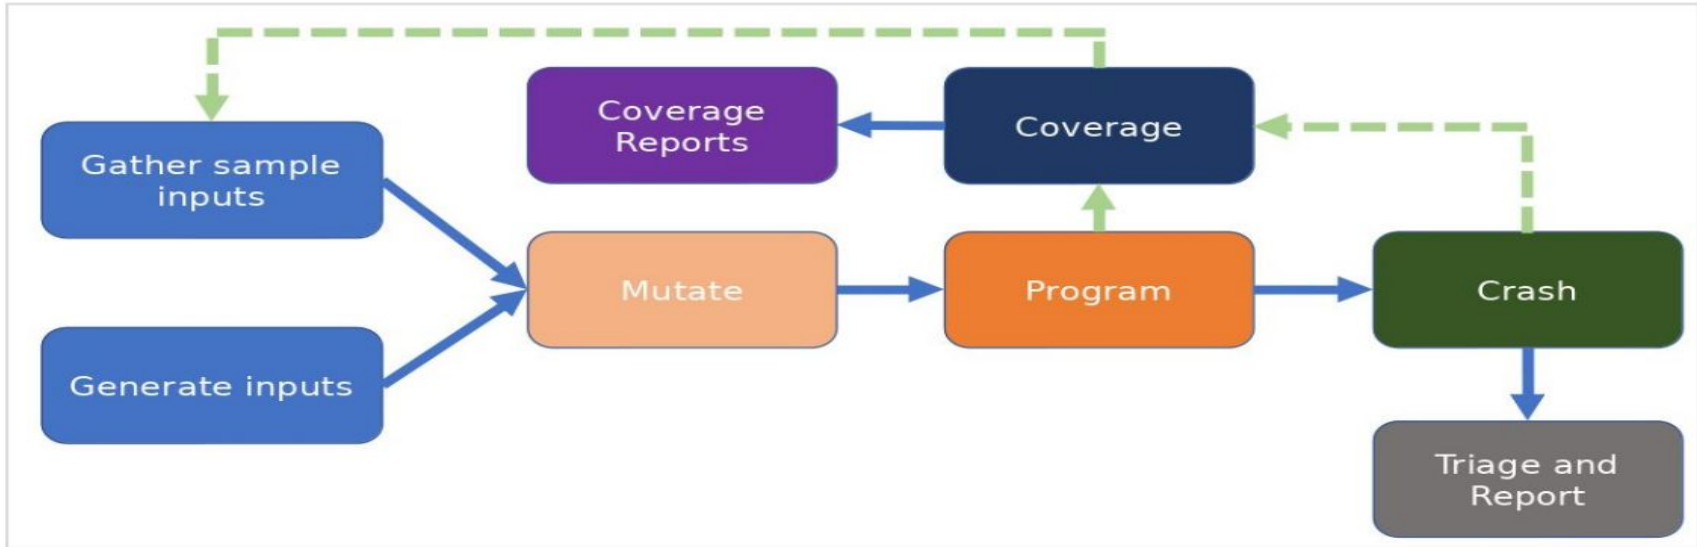 Coverage
Reports
Coverage
Gather sample
inputs
Mutate
Program
Crash
Generate inputs
Triage and
Report